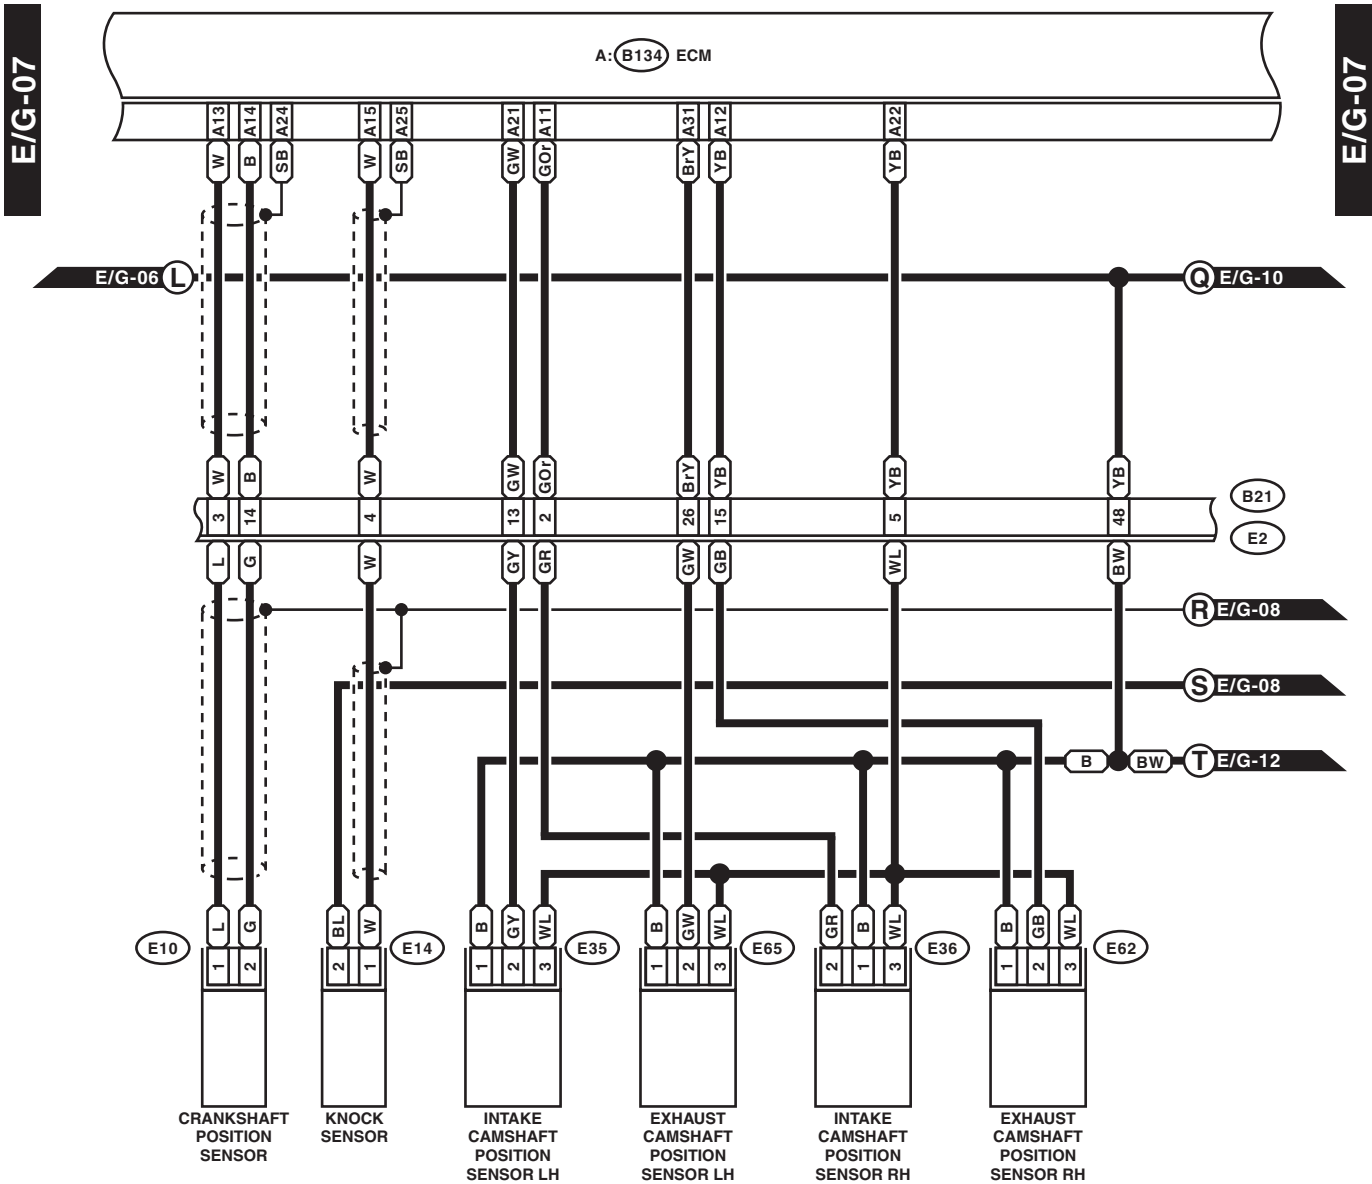 E/G-07
E/G-07
A: B134 ECM
A13 A14 A24 A15 A25 A21 A11 A31 A12 A22
W B SB W SB GW GOr BrY YB YB
E/G-06 L Q E/G-10
W B W GW GOr BrY YB YB YB
B21
3 14 4 13 2 26 15 5 48
E2
L G W GY GR GW GB WL BW
R E/G-08
S E/G-08
B BW T E/G-12
L G BL W B GY WL B GW WL GR B WL B GB WL
E10 E14 E35 E65 E36 E62
1 2 2 1 1 2 3 1 2 3 2 1 3 1 2 3
CRANKSHAFT
POSITION
SENSOR
KNOCK
SENSOR
INTAKE
CAMSHAFT
POSITION
SENSOR LH
EXHAUST
CAMSHAFT
POSITION
SENSOR LH
INTAKE
CAMSHAFT
POSITION
SENSOR RH
EXHAUST
CAMSHAFT
POSITION
SENSOR RH